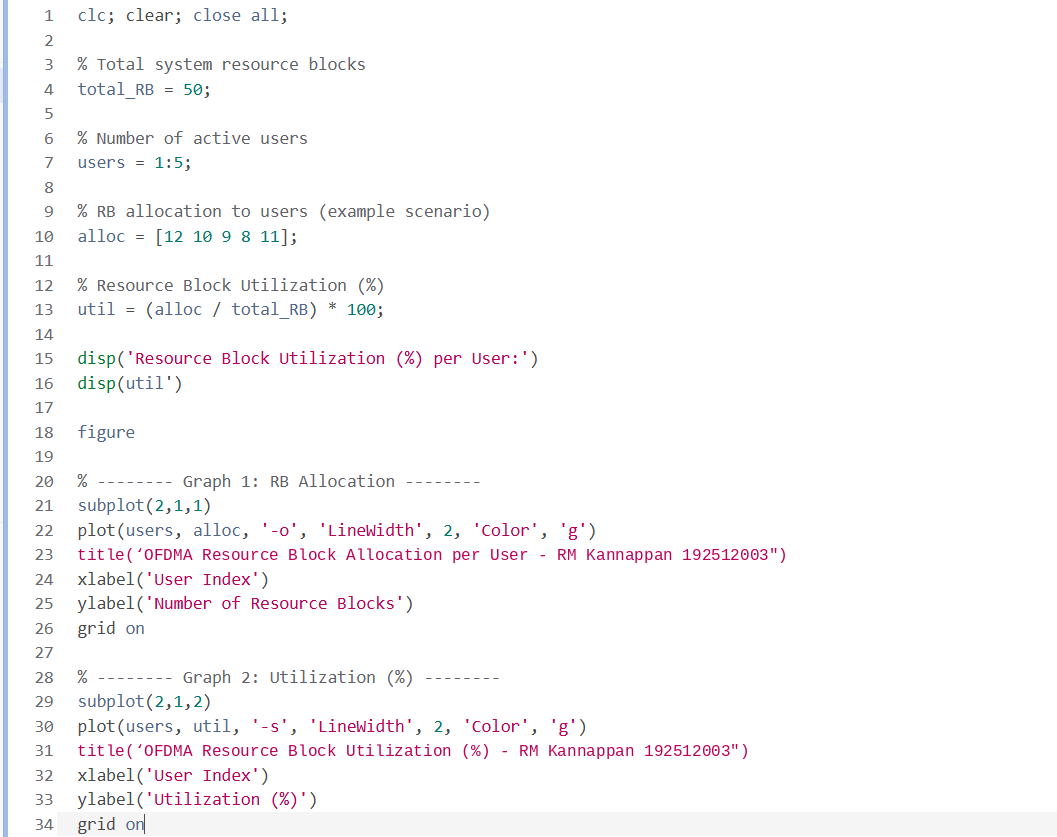 1 clc; clear; close all;
2
3 % Total system resource blocks
4 total_RB = 50;
5
6 % Number of active users
7 users = 1:5;
8
9 % RB allocation to users (example scenario)
10 alloc = [12 10 9 8 11];
11
12 % Resource Block Utilization (%)
13 util = (alloc / total_RB) * 100;
14
15 disp('Resource Block Utilization (%) per User:')
16 disp(util')
17
18 figure
19
20 % -------- Graph 1: RB Allocation --------
21 subplot(2,1,1)
22 plot(users, alloc, '-o', 'LineWidth', 2, 'Color', 'g')
23 title(‘OFDMA Resource Block Allocation per User - RM Kannappan 192512003")
24 xlabel('User Index')
25 ylabel('Number of Resource Blocks')
26 grid on
27
28 % -------- Graph 2: Utilization (%) --------
29 subplot(2,1,2)
30 plot(users, util, '-s', 'LineWidth', 2, 'Color', 'g')
31 title(‘OFDMA Resource Block Utilization (%) - RM Kannappan 192512003")
32 xlabel('User Index')
33 ylabel('Utilization (%)')
34 grid on